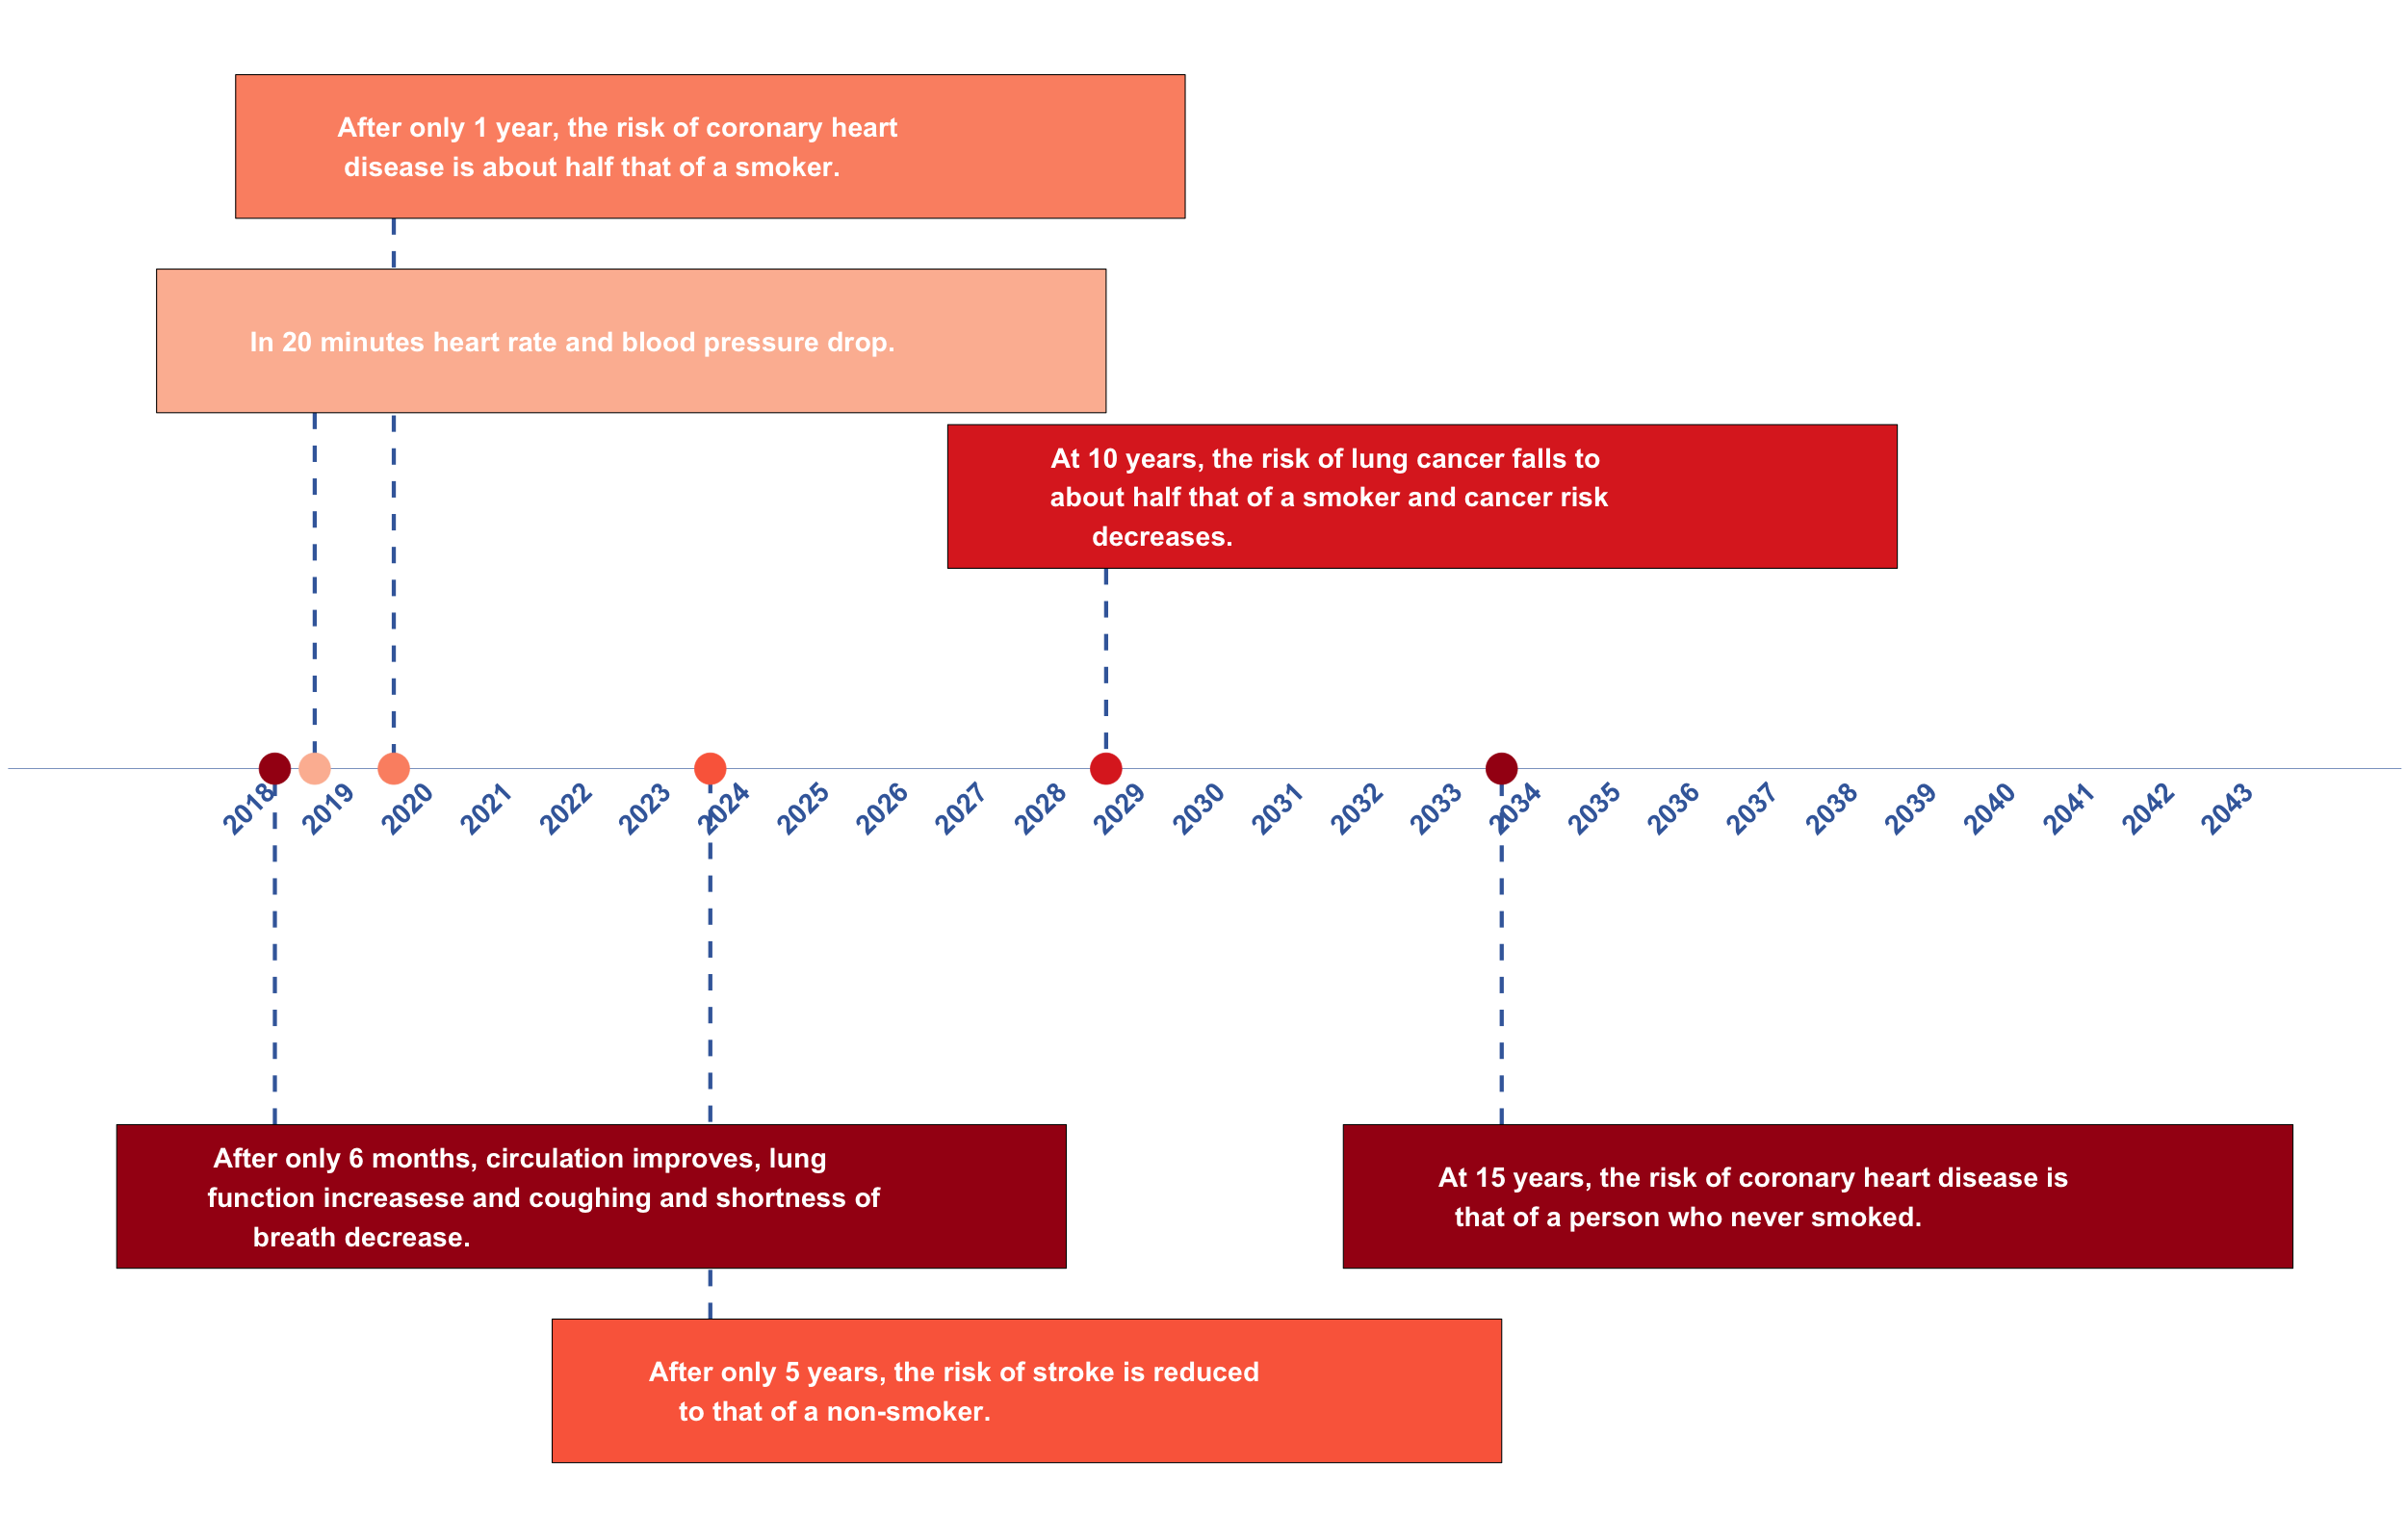 After only 1 year, the risk of coronary heart
disease is about half that of a smoker.
In 20 minutes heart rate and blood pressure drop.
At 10 years, the risk of lung cancer falls to
about half that of a smoker and cancer risk
decreases.
2018 2019 2020 2021 2022 2023 2024 2025 2026 2027 2028 2029 2030 2031 2032 2033 2034 2035 2036 2037 2038 2039 2040 2041 2042 2043
After only 6 months, circulation improves, lung
function increasese and coughing and shortness of
breath decrease.
At 15 years, the risk of coronary heart disease is
that of a person who never smoked.
After only 5 years, the risk of stroke is reduced
to that of a non-smoker.